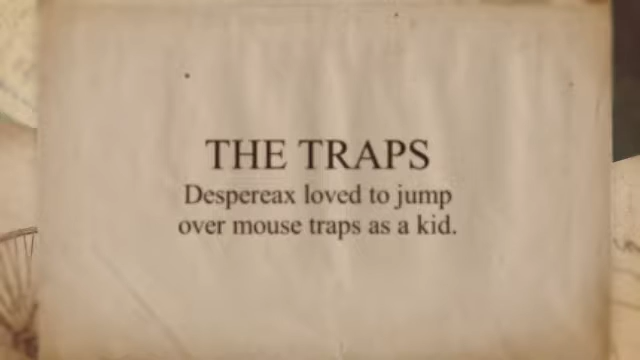 THE TRAPS
Despereax loved to jump
over mouse traps as a kid.